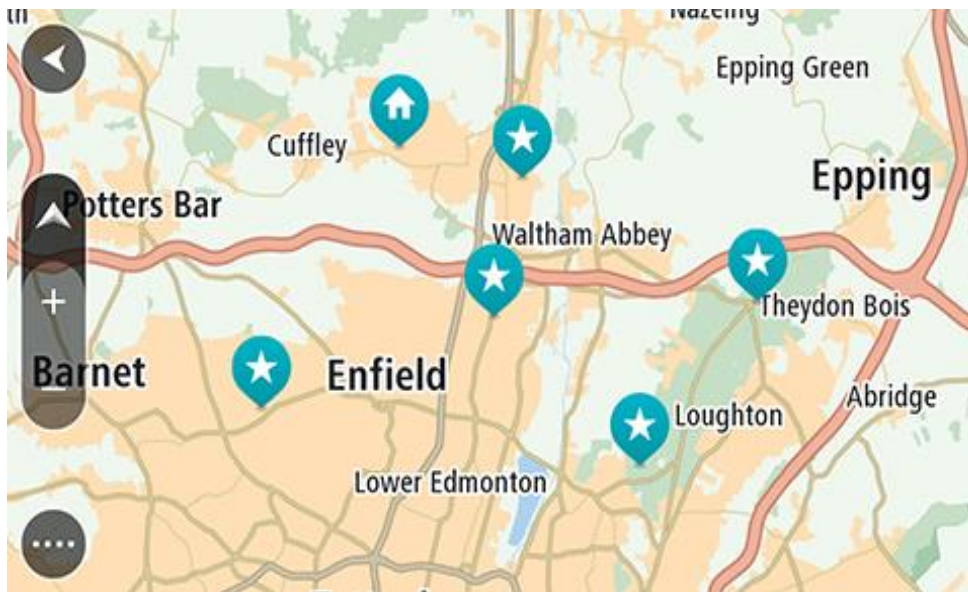 Nazeing
Epping Green
Cuffley
Epping
Potters Bar
Waltham Abbey
Theydon Bois
Barnet
Enfield
Abridge
Loughton
Lower Edmonton